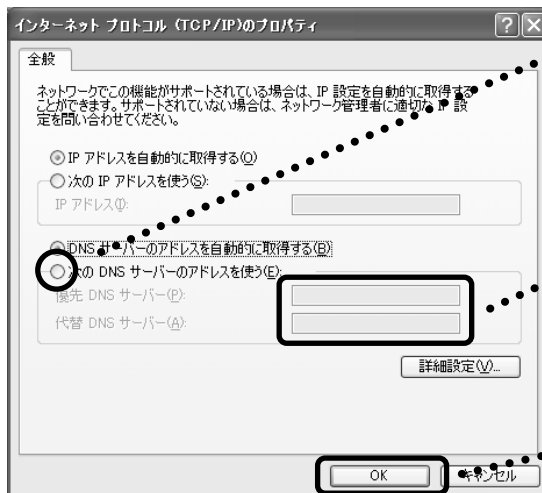 インターネット プロトコル (TCP/IP)のプロパティ
全般
ネットワークでこの機能がサポートされている場合は、IP 設定を自動的に取得する
ことができます。サポートされていない場合は、ネットワーク管理者に適切な IP 設
定を問い合わせてください。
IP アドレスを自動的に取得する(O)
次の IP アドレスを使う(S):
IP アドレス(I):
DNS サーバーのアドレスを自動的に取得する(B)
次の DNS サーバーのアドレスを使う(E):
優先 DNS サーバー(P):
代替 DNS サーバー(A):
詳細設定(V)...
OK
キャンセル